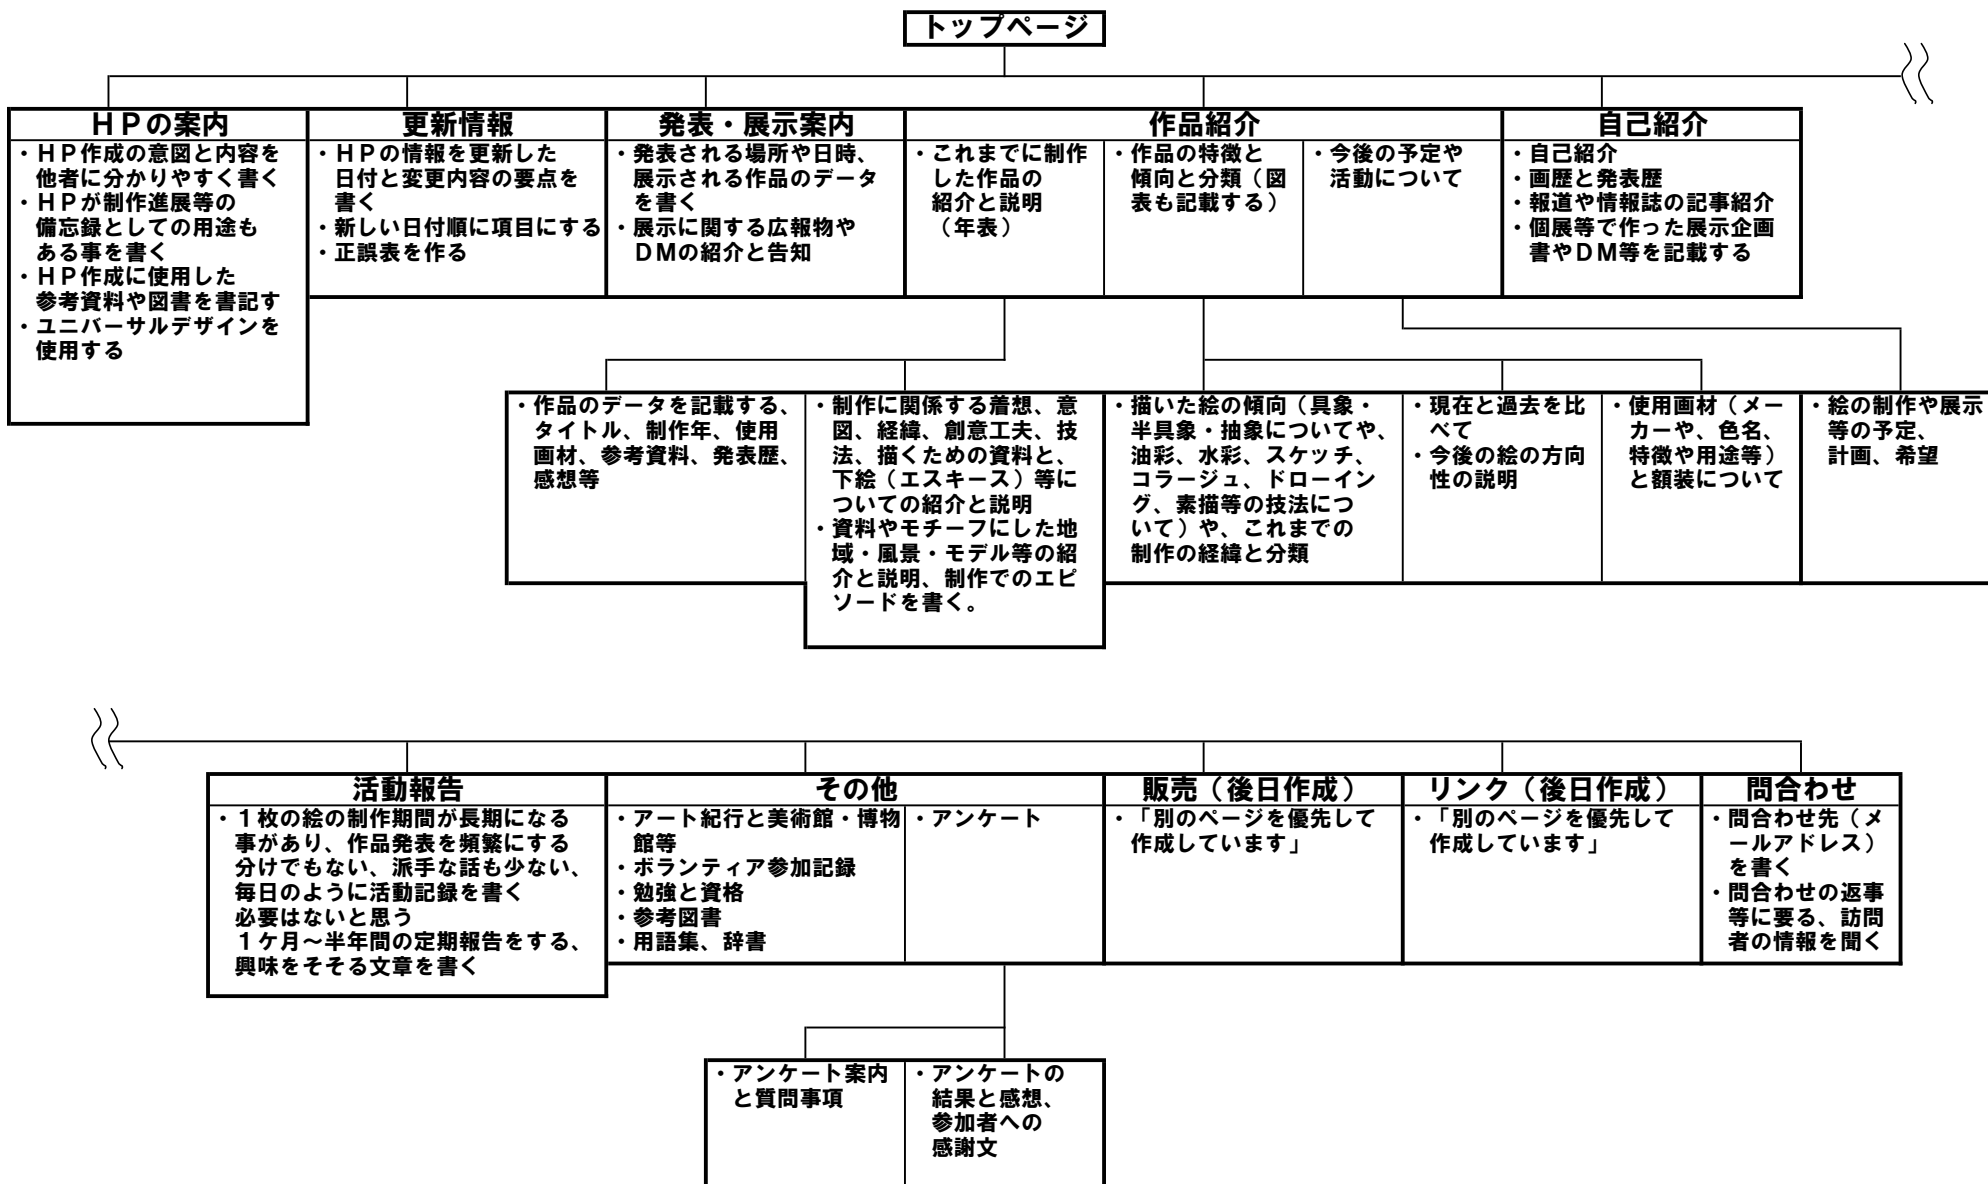 トップページ
ＨＰの案内
・ＨＰ作成の意図と内容を
他者に分かりやすく書く
・ＨＰが制作進展等の
備忘録としての用途も
ある事を書く
・ＨＰ作成に使用した
参考資料や図書を書記す
・ユニバーサルデザインを
使用する
更新情報
・ＨＰの情報を更新した
日付と変更内容の要点を
書く
・新しい日付順に項目にする
・正誤表を作る
発表・展示案内
・発表される場所や日時、
展示される作品のデータ
を書く
・展示に関する広報物や
ＤＭの紹介と告知
作品紹介
・これまでに制作
した作品の
紹介と説明
（年表）
・作品の特徴と
傾向と分類（図
表も記載する）
・今後の予定や
活動について
自己紹介
・自己紹介
・画歴と発表歴
・報道や情報誌の記事紹介
・個展等で作った展示企画
書やＤＭ等を記載する
・作品のデータを記載する、
タイトル、制作年、使用
画材、参考資料、発表歴、
感想等
・制作に関係する着想、意
図、経緯、創意工夫、技
法、描くための資料と、
下絵（エスキース）等に
ついての紹介と説明
・資料やモチーフにした地
域・風景・モデル等の紹
介と説明、制作でのエピ
ソードを書く。
・描いた絵の傾向（具象・
半具象・抽象についてや、
油彩、水彩、スケッチ、
コラージュ、ドローイン
グ、素描等の技法につ
いて）や、これまでの
制作の経緯と分類
・現在と過去を比
べて
・今後の絵の方向
性の説明
・使用画材（メー
カーや、色名、
特徴や用途等）
と額装について
・絵の制作や展示
等の予定、
計画、希望
活動報告
・１枚の絵の制作期間が長期になる
事があり、作品発表を頻繁にする
分けでもない、派手な話も少ない、
毎日のように活動記録を書く
必要はないと思う
１ケ月～半年間の定期報告をする、
興味をそそる文章を書く
その他
・アート紀行と美術館・博物
館等
・ボランティア参加記録
・勉強と資格
・参考図書
・用語集、辞書
・アンケート
販売（後日作成）
・「別のページを優先して
作成しています」
リンク（後日作成）
・「別のページを優先して
作成しています」
問合わせ
・問合わせ先（メ
ールアドレス）
を書く
・問合わせの返事
等に要る、訪問
者の情報を聞く
・アンケート案内
と質問事項
・アンケートの
結果と感想、
参加者への
感謝文